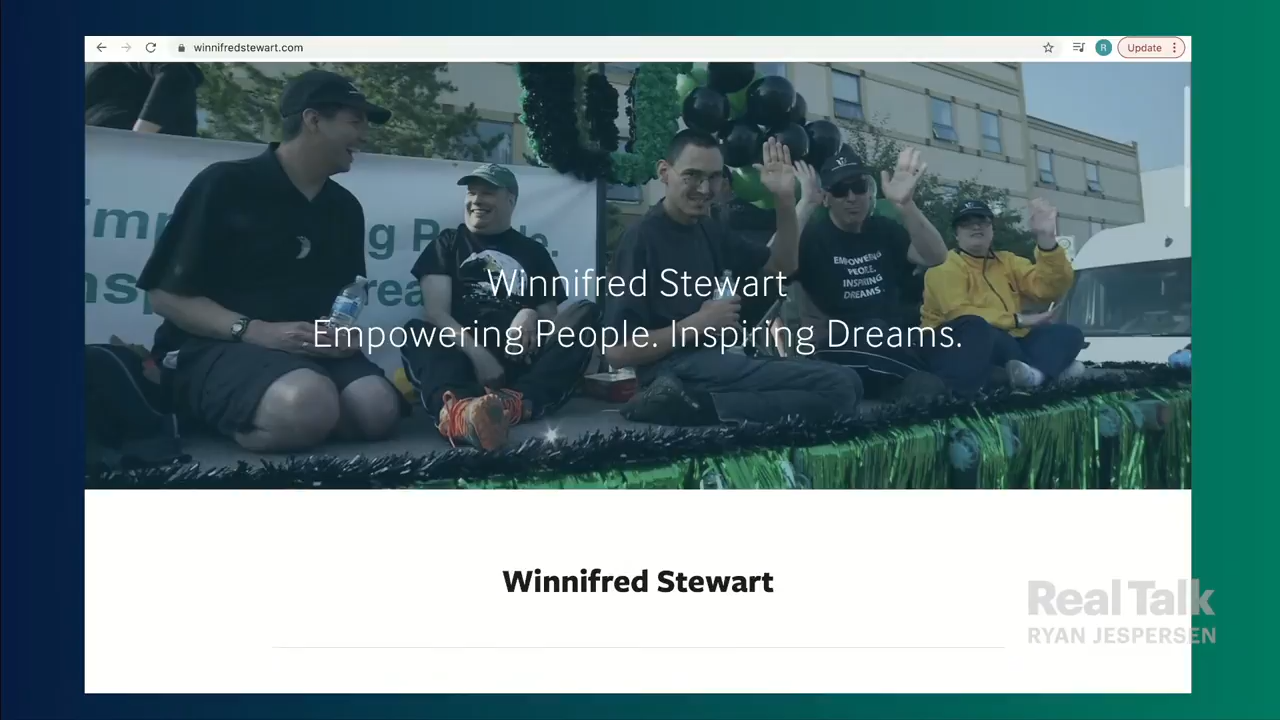 winnifredstewart.com
R
Update
EMPOWERING
PEOPLE.
INSPIRING
DREAMS
Winnifred Stewart
Empowering People. Inspiring Dreams.
Winnifred Stewart
Real Talk
RYAN JESPERSEN